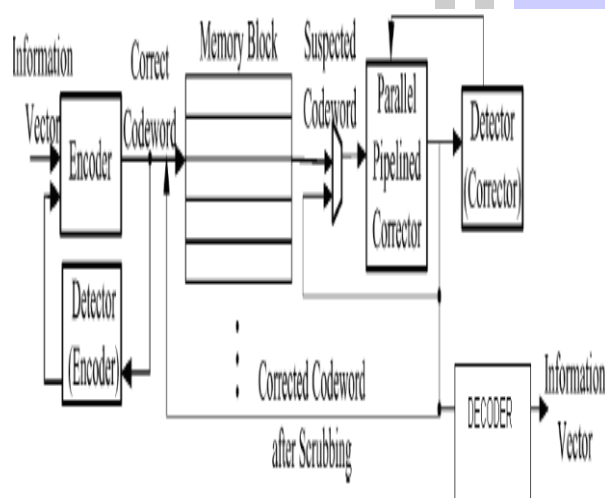 Information
Vector
Encoder
Correct
Codeword
Memory Block
Suspected
Codeword
Parallel
Pipelined
Corrector
Detector
(Corrector)
Detector
(Encoder)
Corrected Codeword
after Scrubbing
DECODER
Information
Vector